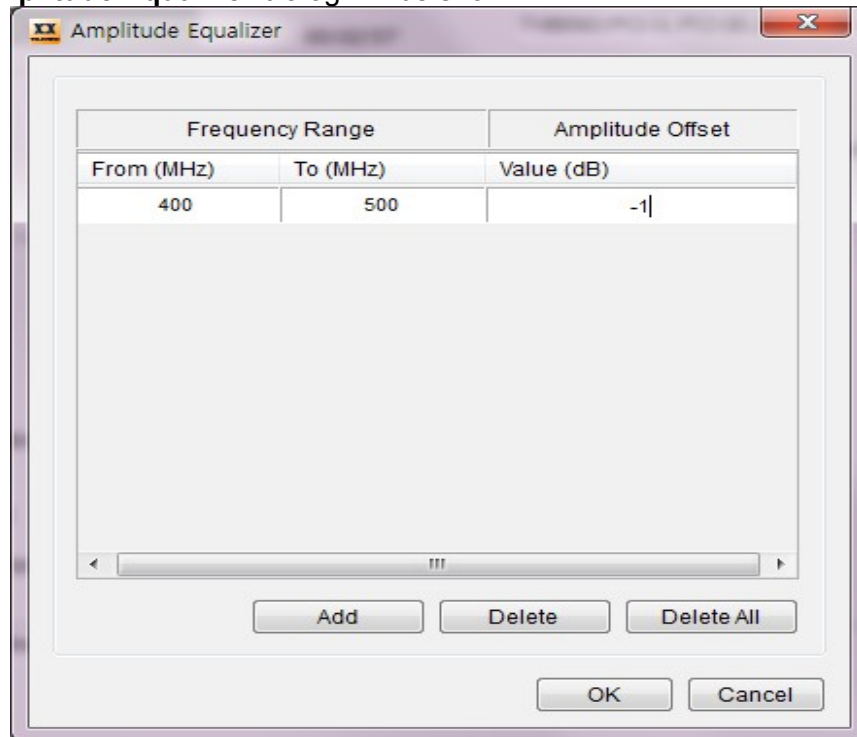 XX
Amplitude Equalizer
Frequency Range Amplitude Offset
From (MHz) To (MHz) Value (dB)
400 500 -1
Add Delete Delete All
OK Cancel